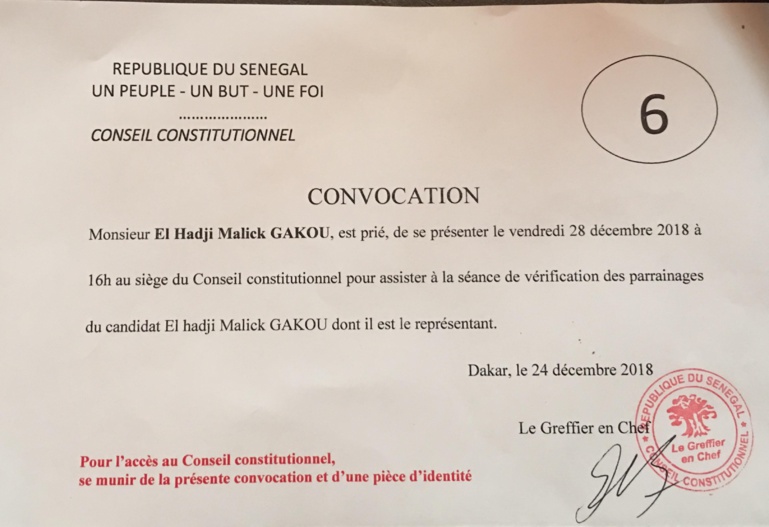 REPUBLIQUE DU SENEGAL
UN PEUPLE - UN BUT - UNE FOI
.....................
CONSEIL CONSTITUTIONNEL
6
CONVOCATION
Monsieur El Hadji Malick GAKOU, est prié, de se présenter le vendredi 28 décembre 2018 à
16h au siège du Conseil constitutionnel pour assister à la séance de vérification des parrainages
du candidat El hadji Malick GAKOU dont il est le représentant.
Dakar, le 24 décembre 2018
Le Greffier en Chef
REPUBLIQUE DU SENEGAL
Le Greffier
en Chef
CONSEIL CONSTITUTIONNEL
Pour l'accès au Conseil constitutionnel,
se munir de la présente convocation et d'une pièce d'identité